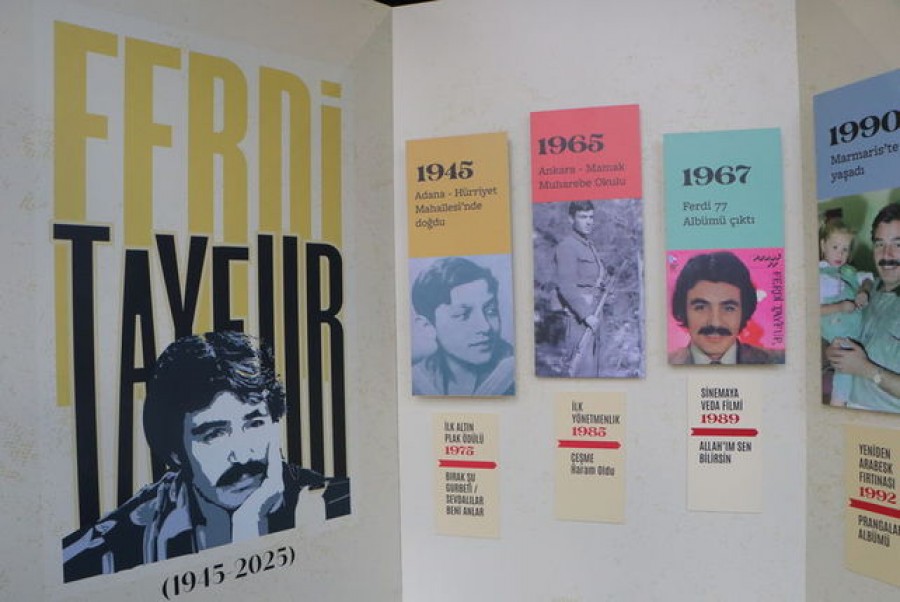 FERDİ
TAYFUR
(1945-2025)
1945
Adana - Hürriyet
Mahallesi'nde
doğdu
1965
Ankara - Mamak
Muharebe Okulu
1967
Ferdi 77
Albümü çıktı
FERDİ TAYFUR
1990
Marmaris'te
yaşadı
İLK ALTIN
PLAK ÖDÜLÜ
1975
BIRAK ŞU
GURBETİ /
SEVDALILAR
BENİ ANLAR
İLK
YÖNETMENLİK
1985
ÇEŞME
Haram Oldu
SİNEMAYA
VEDA FİLMİ
1989
ALLAH'IM SEN
BİLİRSİN
YENİDEN
ARABESK
FIRTINASI
1992
PRANGALAR
ALBÜMÜ